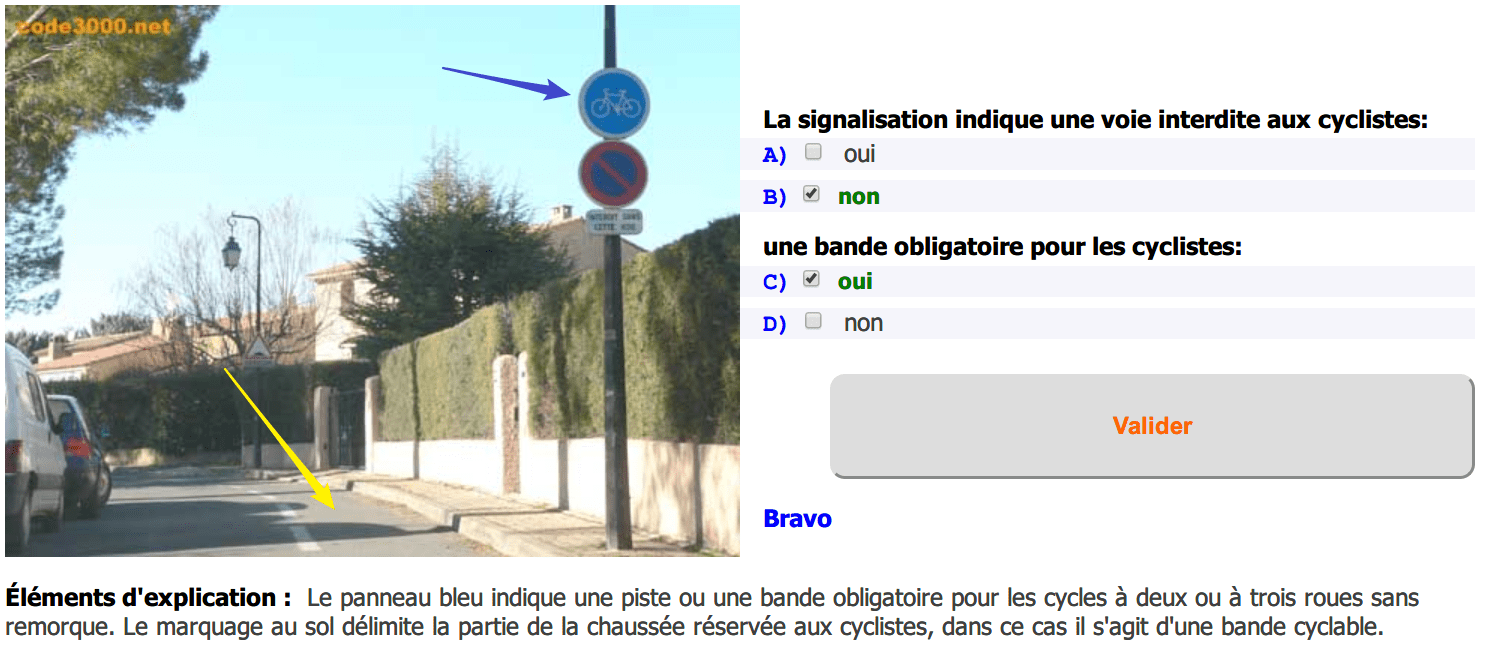 code3000.net
INTERDIT DANS
CETTE VOIE
La signalisation indique une voie interdite aux cyclistes:
A) oui
B) non
une bande obligatoire pour les cyclistes:
C) oui
D) non
Valider
Bravo
Éléments d'explication : Le panneau bleu indique une piste ou une bande obligatoire pour les cycles à deux ou à trois roues sans
remorque. Le marquage au sol délimite la partie de la chaussée réservée aux cyclistes, dans ce cas il s'agit d'une bande cyclable.